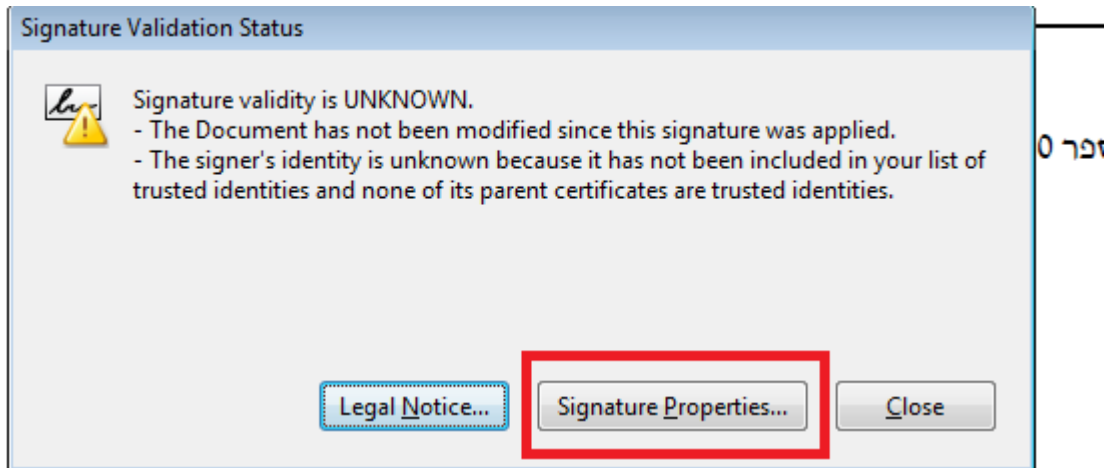 Signature Validation Status
Signature validity is UNKNOWN.
- The Document has not been modified since this signature was applied.
- The signer's identity is unknown because it has not been included in your list of
trusted identities and none of its parent certificates are trusted identities.
Legal Notice...
Signature Properties...
Close